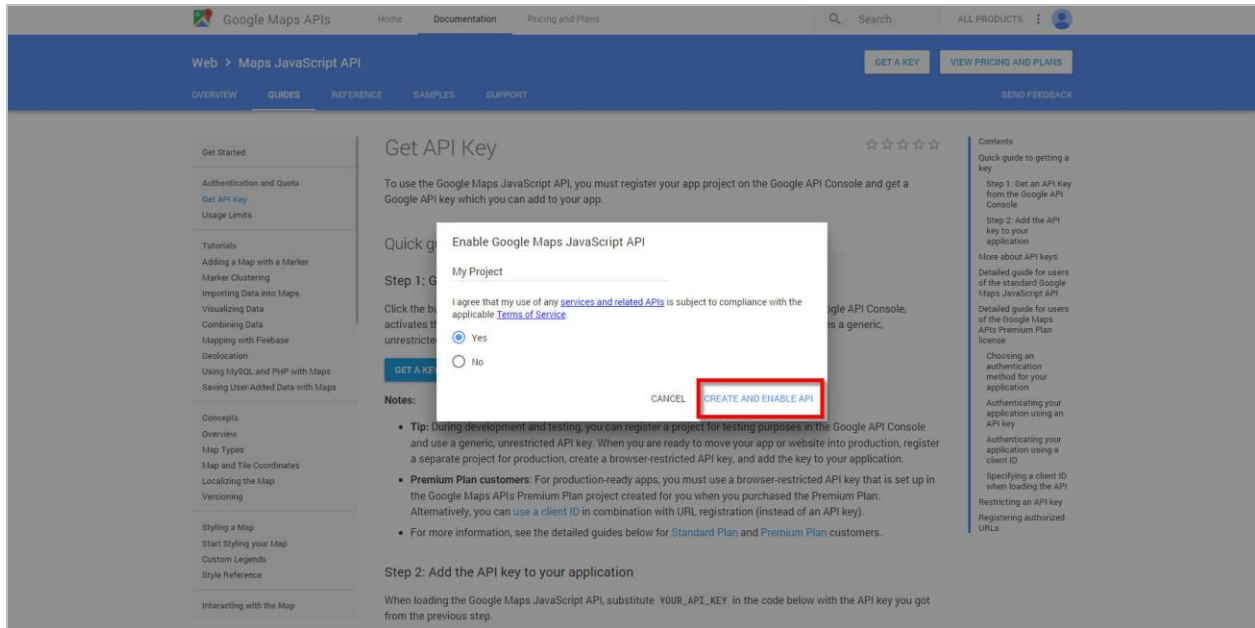 Google Maps APIs
Home
Documentation
Pricing and Plans
Search
ALL PRODUCTS
Web > Maps JavaScript API
GET A KEY
VIEW PRICING AND PLANS
OVERVIEW
GUIDES
REFERENCE
SAMPLES
SUPPORT
SEND FEEDBACK
Get Started
Authentication and Quota
Get API Key
Usage Limits
Tutorials
Adding a Map with a Marker
Marker Clustering
Importing Data into Maps
Visualizing Data
Combining Data
Mapping with Firebase
Geolocation
Using MySQL and PHP with Maps
Saving User-Added Data with Maps
Concepts
Overview
Map Types
Map and Tile Coordinates
Localizing the Map
Versioning
Styling a Map
Start Styling your Map
Custom Legends
Style Reference
Interacting with the Map
Get API Key
To use the Google Maps JavaScript API, you must register your app project on the Google API Console and get a
Google API key which you can add to your app.
Quick g
Step 1: G
Click the bu
ogle API Console,
activates th
es a generic,
unrestricte
GET A KEY
Enable Google Maps JavaScript API
My Project
I agree that my use of any services and related APIs is subject to compliance with the
applicable Terms of Service.
Yes
No
CANCEL
CREATE AND ENABLE API
Notes:
• Tip: During development and testing, you can register a project for testing purposes in the Google API Console
and use a generic, unrestricted API key. When you are ready to move your app or website into production, register
a separate project for production, create a browser-restricted API key, and add the key to your application.
• Premium Plan customers: For production-ready apps, you must use a browser-restricted API key that is set up in
the Google Maps APIs Premium Plan project created for you when you purchased the Premium Plan.
Alternatively, you can use a client ID in combination with URL registration (instead of an API key).
• For more information, see the detailed guides below for Standard Plan and Premium Plan customers.
Step 2: Add the API key to your application
When loading the Google Maps JavaScript API, substitute YOUR_API_KEY in the code below with the API key you got
from the previous step.
Contents
Quick guide to getting a
key
Step 1: Get an API Key
from the Google API
Console
Step 2: Add the API
key to your
application
More about API keys
Detailed guide for users
of the standard Google
Maps JavaScript API
Detailed guide for users
of the Google Maps
APIs Premium Plan
license
Choosing an
authentication
method for your
application
Authenticating your
application using an
API key
Authenticating your
application using a
client ID
Specifying a client ID
when loading the API
Restricting an API key
Registering authorized
URLs